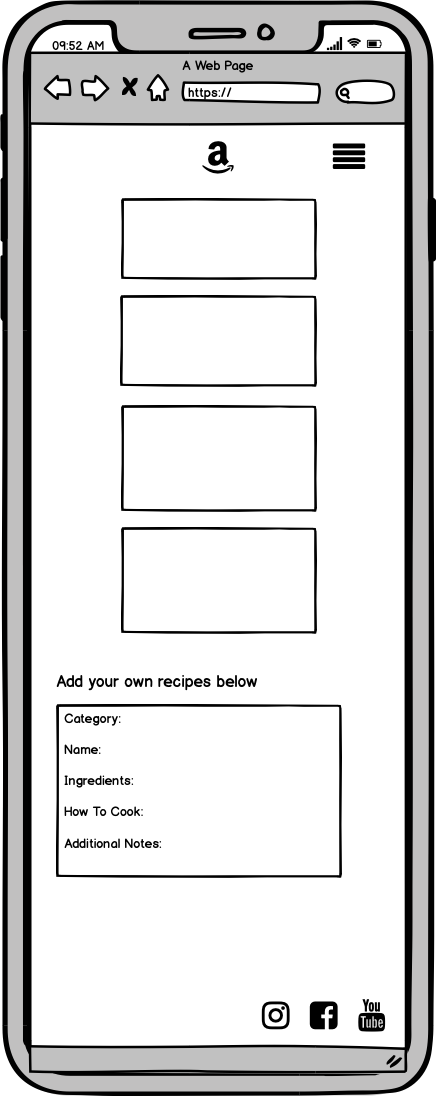 09:52 AM
A Web Page
https://
a
Add your own recipes below
Category:
Name:
Ingredients:
How To Cook:
Additional Notes:
You
Tube